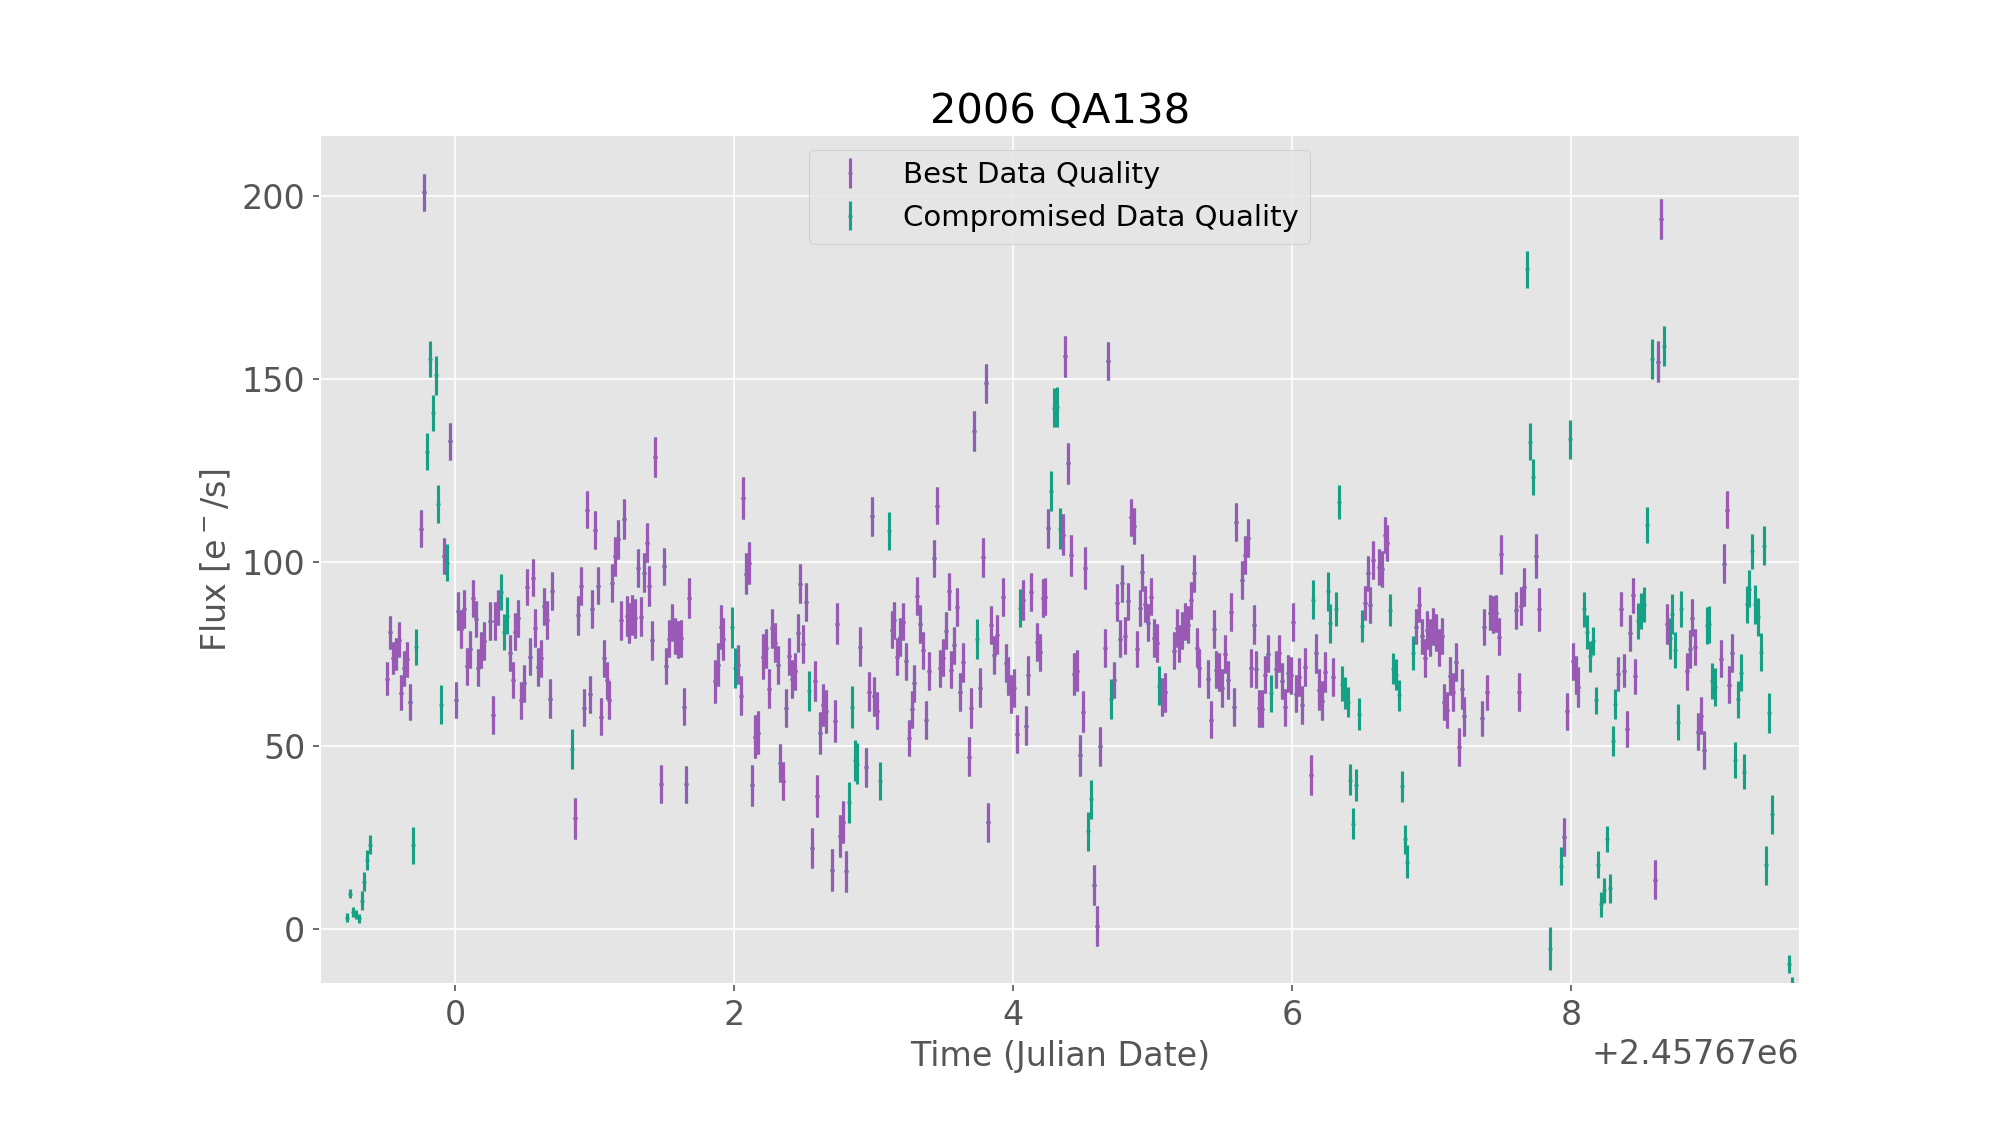 2006 QA138
Best Data Quality
Compromised Data Quality
200
150
100
50
0
Flux [e⁻/s]
0 2 4 6 8
Time (Julian Date)
+2.45767e6